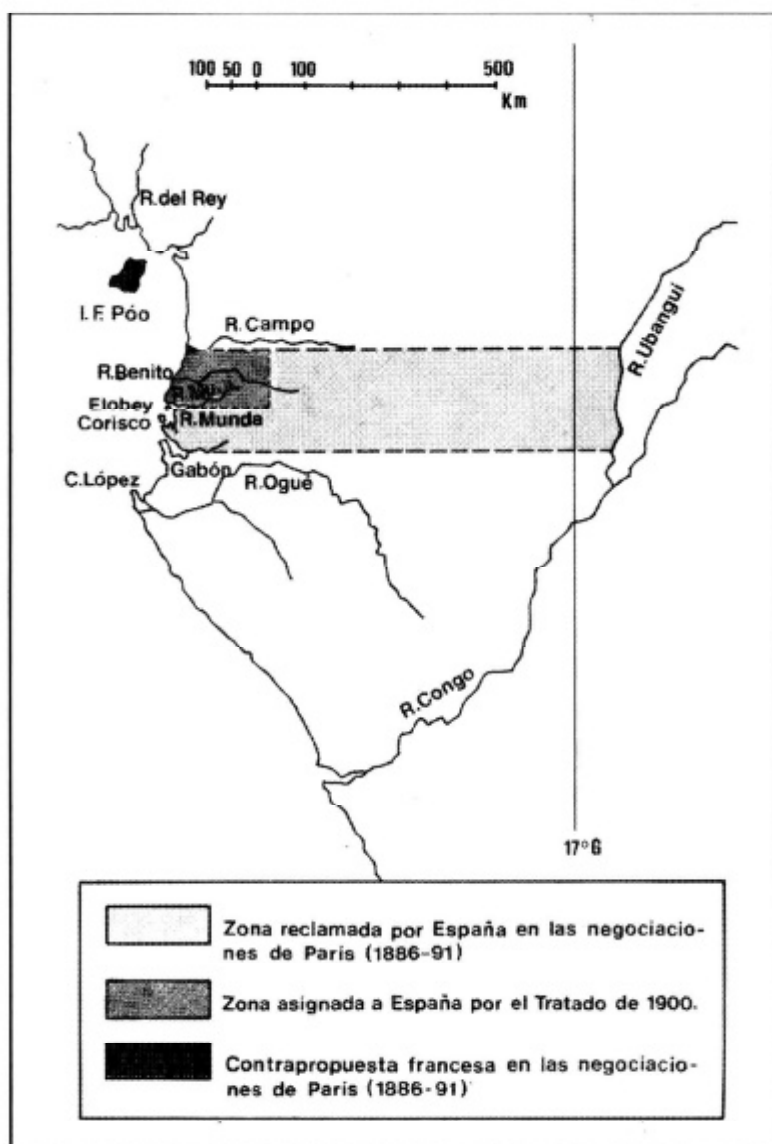 100 50 0 100 500
Km
R.del Rey
I.F. Póo
R.Campo
R.Ubangui
R.Benito
Elobey
Corisco
R.Munda
Gabón
C.López
R.Ogue
R.Congo
17°G
Zona reclamada por España en las negociacio-
nes de París (1886-91)
Zona asignada a España por el Tratado de 1900.
Contrapropuesta francesa en las negociacio-
nes de París (1886-91)